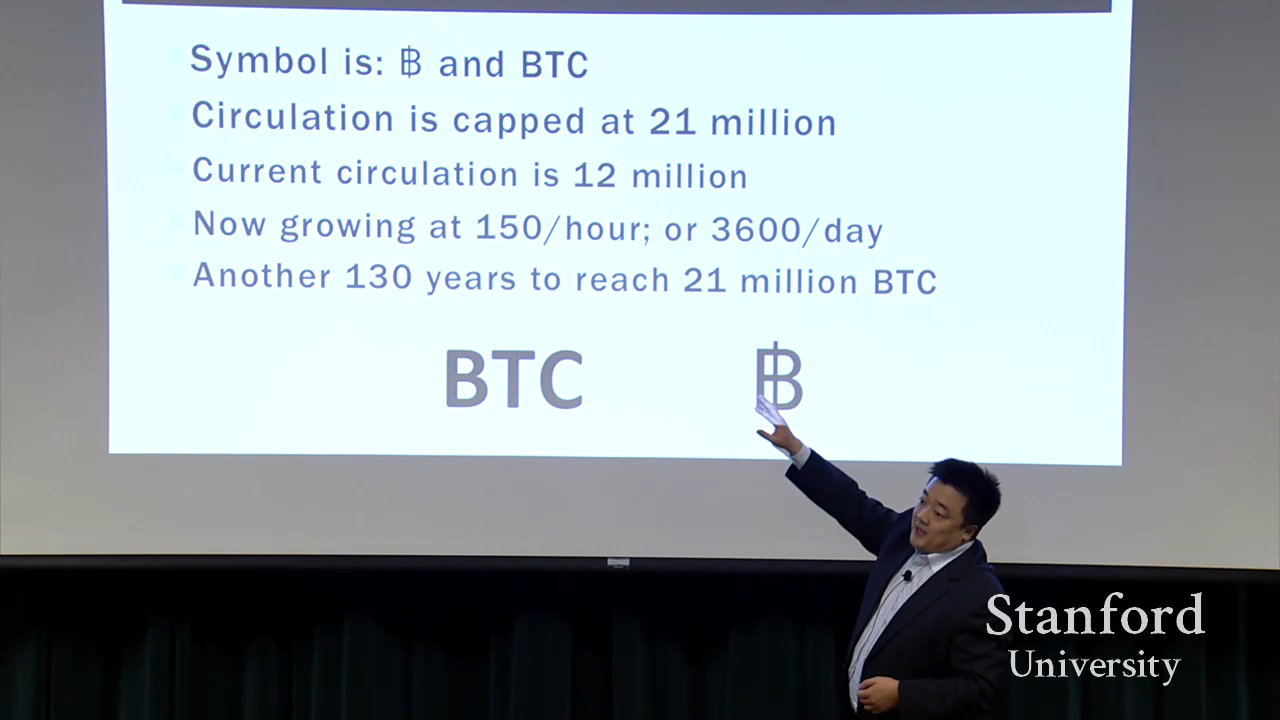 Symbol is: ฿ and BTC
Circulation is capped at 21 million
Current circulation is 12 million
Now growing at 150/hour; or 3600/day
Another 130 years to reach 21 million BTC
BTC ฿
Stanford
University